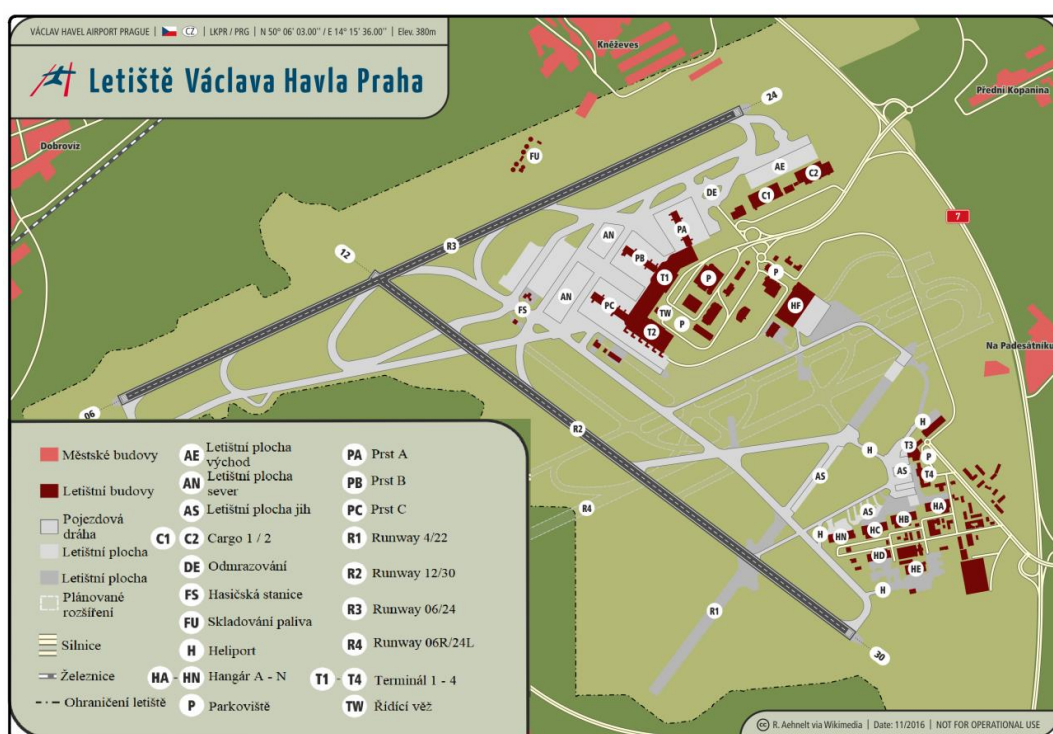 VÁCLAV HAVEL AIRPORT PRAGUE | CZ | LKPR / PRG | N 50° 06' 03.00'' / E 14° 15' 36.00'' | Elev. 380m
Letiště Václava Havla Praha
Kněževes
Přední Kopanina
Dobrovíz
Na Padesátníku
7
24
FU
AE
C2
C1
DE
12
R3
AN
PA
PB
T1
P
P
HF
AN
PC
FS
TW
P
T2
06
R2
H
H
T3
P
AS
AS
T4
R4
AS
HA
HB
H
HN
HC
HD
HE
H
R1
30
Městské budovy
Letištní budovy
Pojezdová
dráha
Letištní plocha
Letištní plocha
Plánované
rozšíření
Silnice
Železnice
Ohraničení letiště
AE Letištní plocha
východ
AN Letištní plocha
sever
AS Letištní plocha jih
C1 C2 Cargo 1 / 2
DE Odmrazování
FS Hasičská stanice
FU Skladování paliva
H Heliport
HA - HN Hangár A - N
P Parkoviště
PA Prst A
PB Prst B
PC Prst C
R1 Runway 4/22
R2 Runway 12/30
R3 Runway 06/24
R4 Runway 06R/24L
T1 - T4 Terminál 1 - 4
TW Řídící věž
cc R. Aehnelt via Wikimedia | Date: 11/2016 | NOT FOR OPERATIONAL USE